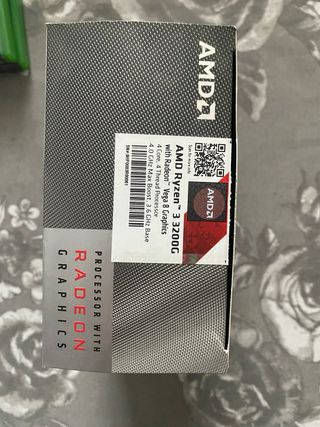 AMD
AMD Ryzen™ 3 3200G
with Radeon™ Vega 8 Graphics
4 Core, 4 Thread Processor
4.0 GHz Max Boost, 3.6 GHz Base
AMD
PROCESSOR WITH
RADEON
GRAPHICS